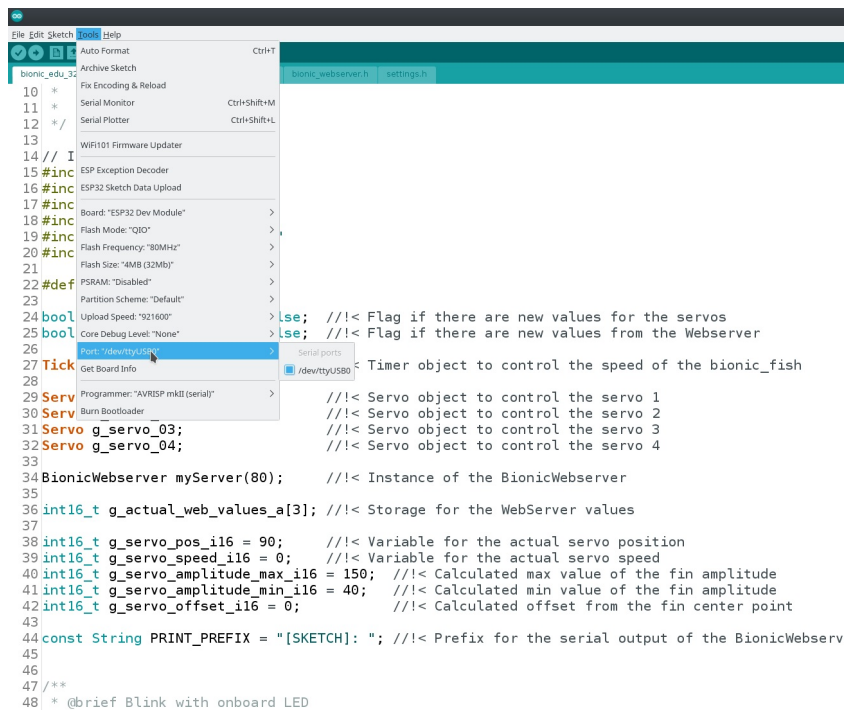 File Edit Sketch Tools Help
bionic_edu_32
bionic_webserver.h
settings.h
Auto Format Ctrl+T
Archive Sketch
Fix Encoding & Reload
Serial Monitor Ctrl+Shift+M
Serial Plotter Ctrl+Shift+L
WiFi101 Firmware Updater
ESP Exception Decoder
ESP32 Sketch Data Upload
Board: "ESP32 Dev Module"
Flash Mode: "QIO"
Flash Frequency: "80MHz"
Flash Size: "4MB (32Mb)"
PSRAM: "Disabled"
Partition Scheme: "Default"
Upload Speed: "921600"
Core Debug Level: "None"
Port: "/dev/ttyUSB0"
Get Board Info
Programmer: "AVRISP mkII (serial)"
Burn Bootloader
Serial ports
/dev/ttyUSB0
10 *
11 *
12 */
13
14 // I
15 #inc
16 #inc
17 #inc
18 #inc
19 #inc "
20 #inc
21
22 #def
23
24 bool lse; //!< Flag if there are new values for the servos
25 bool lse; //!< Flag if there are new values from the Webserver
26
27 Tick < Timer object to control the speed of the bionic_fish
28
29 Serv //!< Servo object to control the servo 1
30 Serv //!< Servo object to control the servo 2
31 Servo g_servo_03; //!< Servo object to control the servo 3
32 Servo g_servo_04; //!< Servo object to control the servo 4
33
34 BionicWebserver myServer(80); //!< Instance of the BionicWebserver
35
36 int16_t g_actual_web_values_a[3]; //!< Storage for the WebServer values
37
38 int16_t g_servo_pos_i16 = 90; //!< Variable for the actual servo position
39 int16_t g_servo_speed_i16 = 0; //!< Variable for the actual servo speed
40 int16_t g_servo_amplitude_max_i16 = 150; //!< Calculated max value of the fin amplitude
41 int16_t g_servo_amplitude_min_i16 = 40; //!< Calculated min value of the fin amplitude
42 int16_t g_servo_offset_i16 = 0; //!< Calculated offset from the fin center point
43
44 const String PRINT_PREFIX = "[SKETCH]: "; //!< Prefix for the serial output of the BionicWebserv
45
46
47 /**
48 * @brief Blink with onboard LED